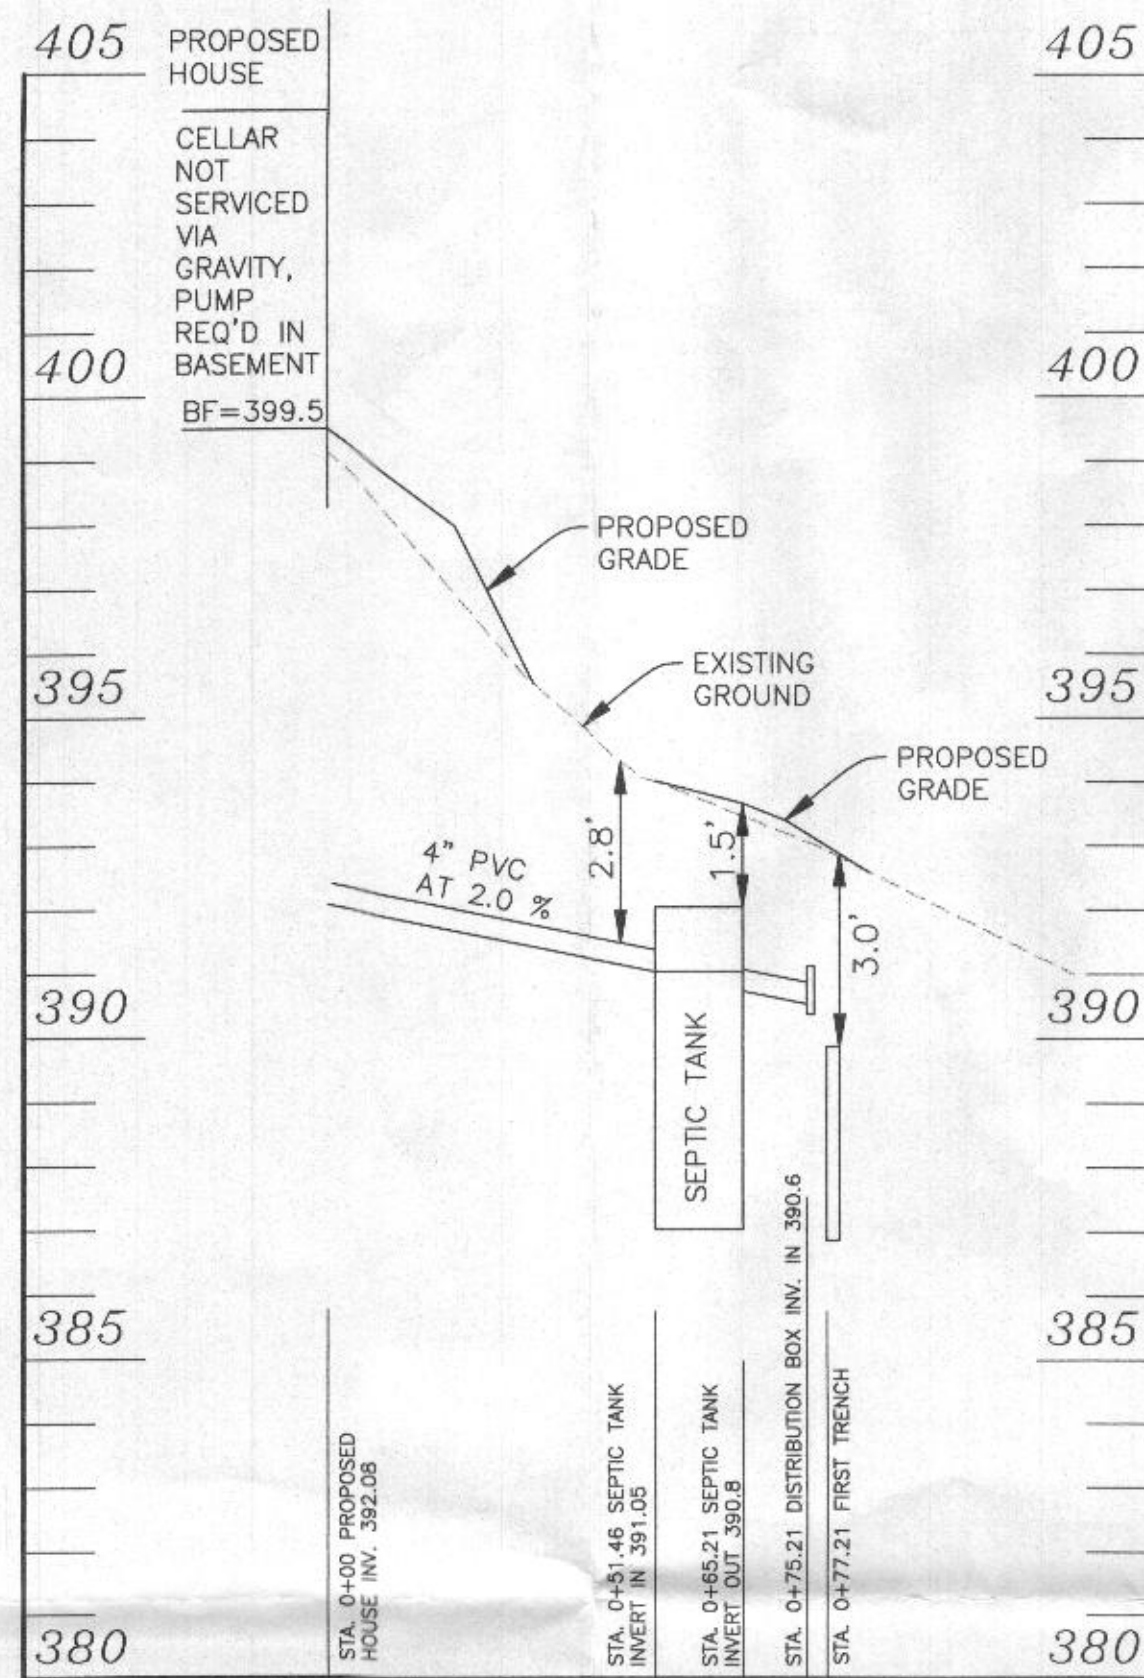 405
PROPOSED
HOUSE
405
CELLAR
NOT
SERVICED
VIA
GRAVITY,
PUMP
REQ'D IN
BASEMENT
400
400
BF=399.5
PROPOSED
GRADE
EXISTING
GROUND
395
395
PROPOSED
GRADE
4" PVC
AT 2.0 %
2.8'
1.5'
3.0'
390
390
SEPTIC TANK
385
385
STA. 0+00 PROPOSED
HOUSE INV. 392.08
STA. 0+51.46 SEPTIC TANK
INVERT IN 391.05
STA. 0+65.21 SEPTIC TANK
INVERT OUT 390.8
STA. 0+75.21 DISTRIBUTION BOX INV. IN 390.6
STA. 0+77.21 FIRST TRENCH
380
380